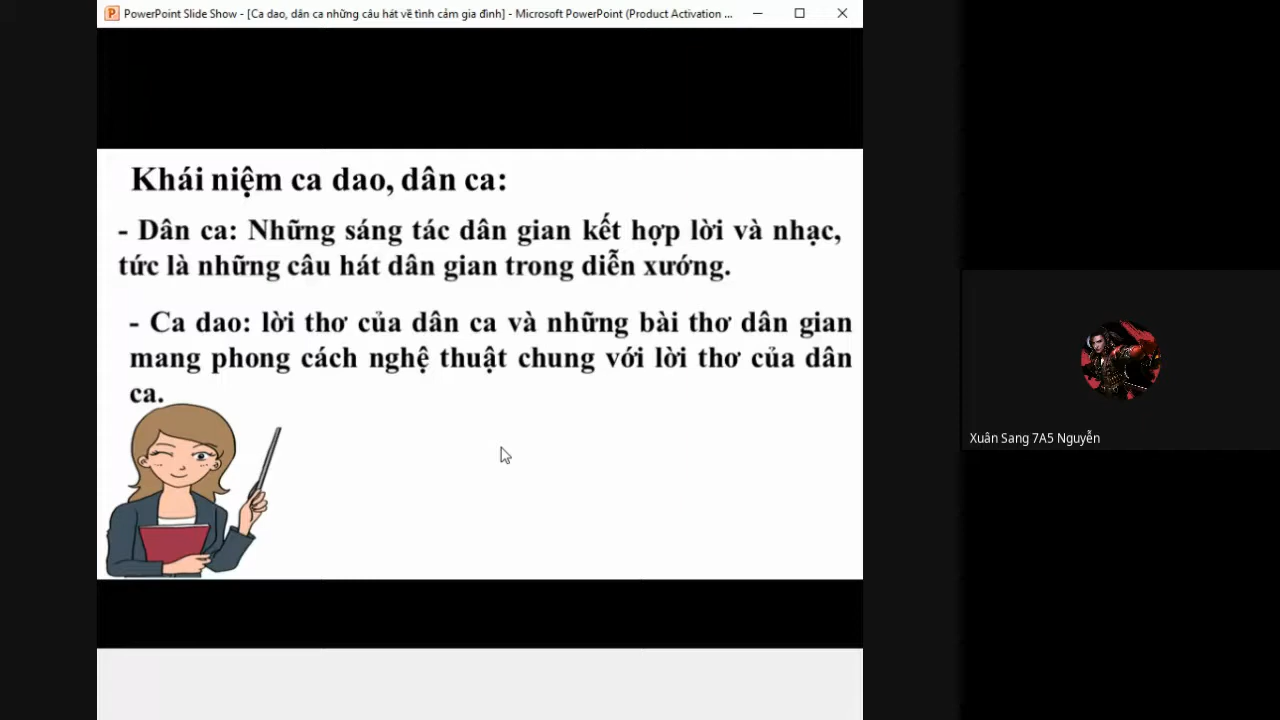 PowerPoint Slide Show - [Ca dao, dân ca những câu hát về tình cảm gia đình] - Microsoft PowerPoint (Product Activation ...
Khái niệm ca dao, dân ca:
- Dân ca: Những sáng tác dân gian kết hợp lời và nhạc,
tức là những câu hát dân gian trong diễn xướng.
- Ca dao: lời thơ của dân ca và những bài thơ dân gian
mang phong cách nghệ thuật chung với lời thơ của dân
ca.
Xuân Sang 7A5 Nguyễn